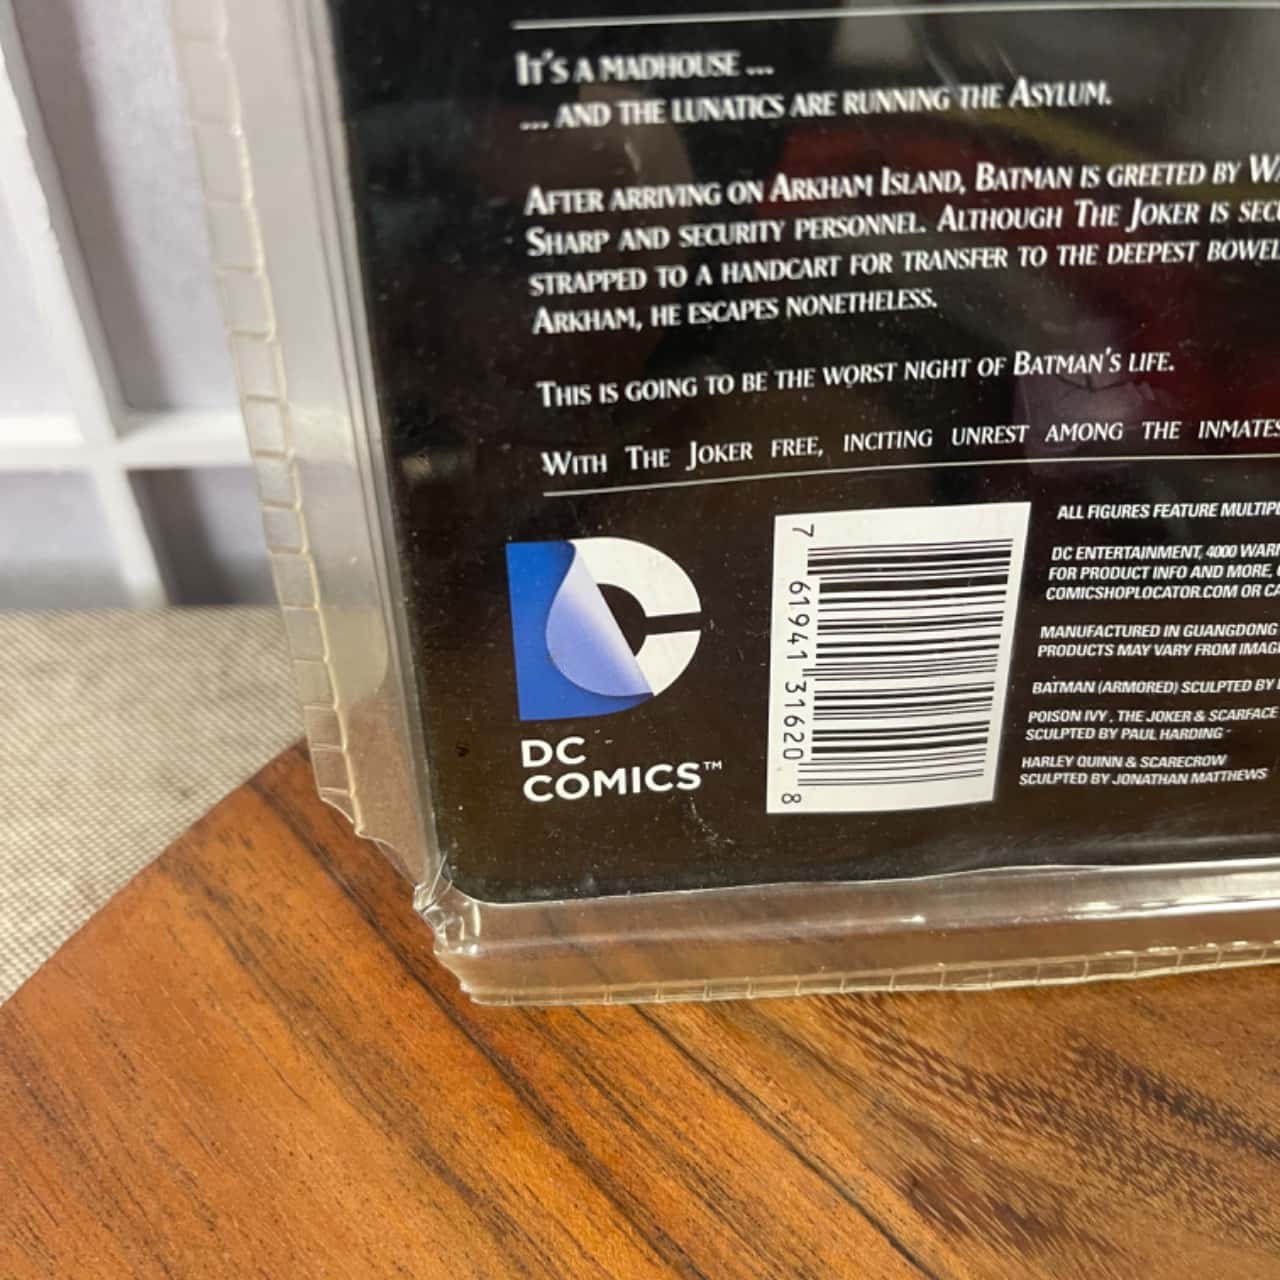 It's a madhouse ...
... and the lunatics are running the Asylum.
After arriving on Arkham Island, Batman is greeted by
Sharp and security personnel. Although The Joker is
strapped to a handcart for transfer to the deepest
Arkham, he escapes nonetheless.
This is going to be the worst night of Batman's life.
With The Joker free, inciting unrest among the inmates
DC
COMICS™
7 61941 31620 8
ALL FIGURES FEATURE
DC ENTERTAINMENT, 4000
FOR PRODUCT INFO AND MORE,
COMICSHOPLOCATOR.COM OR
MANUFACTURED IN GUANGDONG
PRODUCTS MAY VARY FROM
BATMAN (ARMORED) SCULPTED BY
POISON IVY, THE JOKER & SCARFACE
SCULPTED BY PAUL HARDING
HARLEY QUINN & SCARECROW
SCULPTED BY JONATHAN MATTHEWS